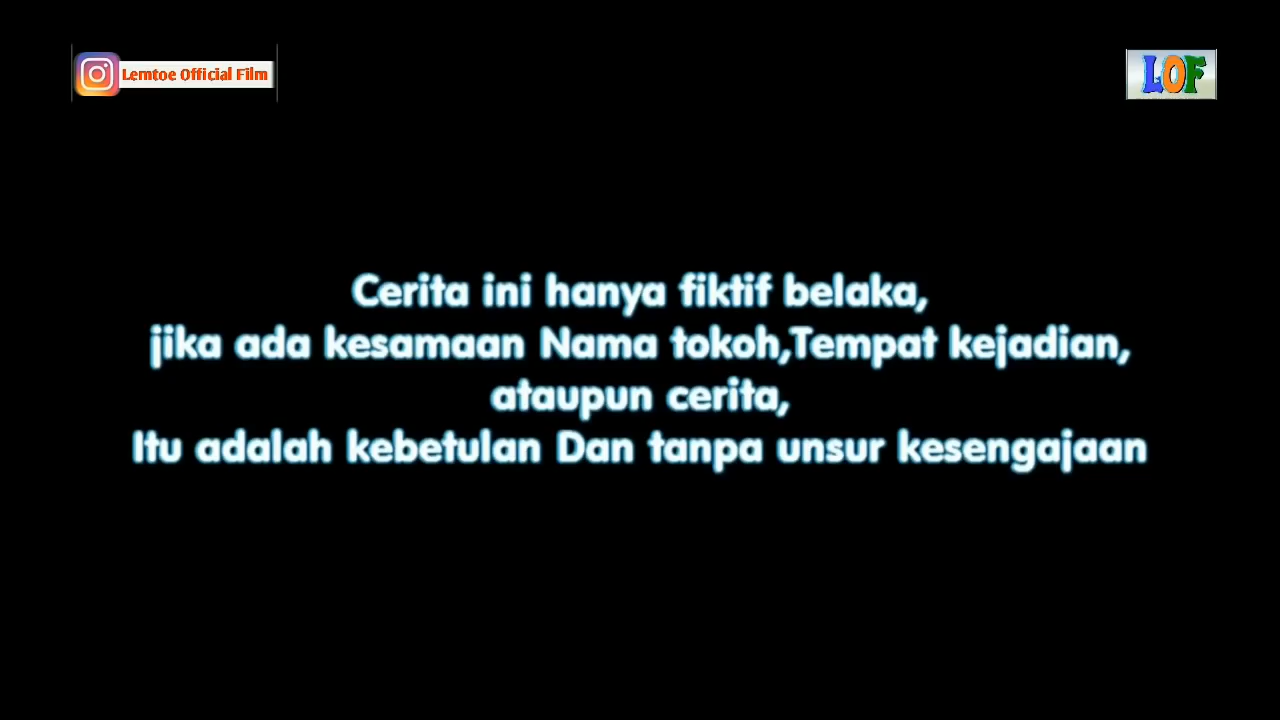 Lemtoe Official Film
LOF
Cerita ini hanya fiktif belaka,
jika ada kesamaan Nama tokoh,Tempat kejadian,
ataupun cerita,
Itu adalah kebetulan Dan tanpa unsur kesengajaan